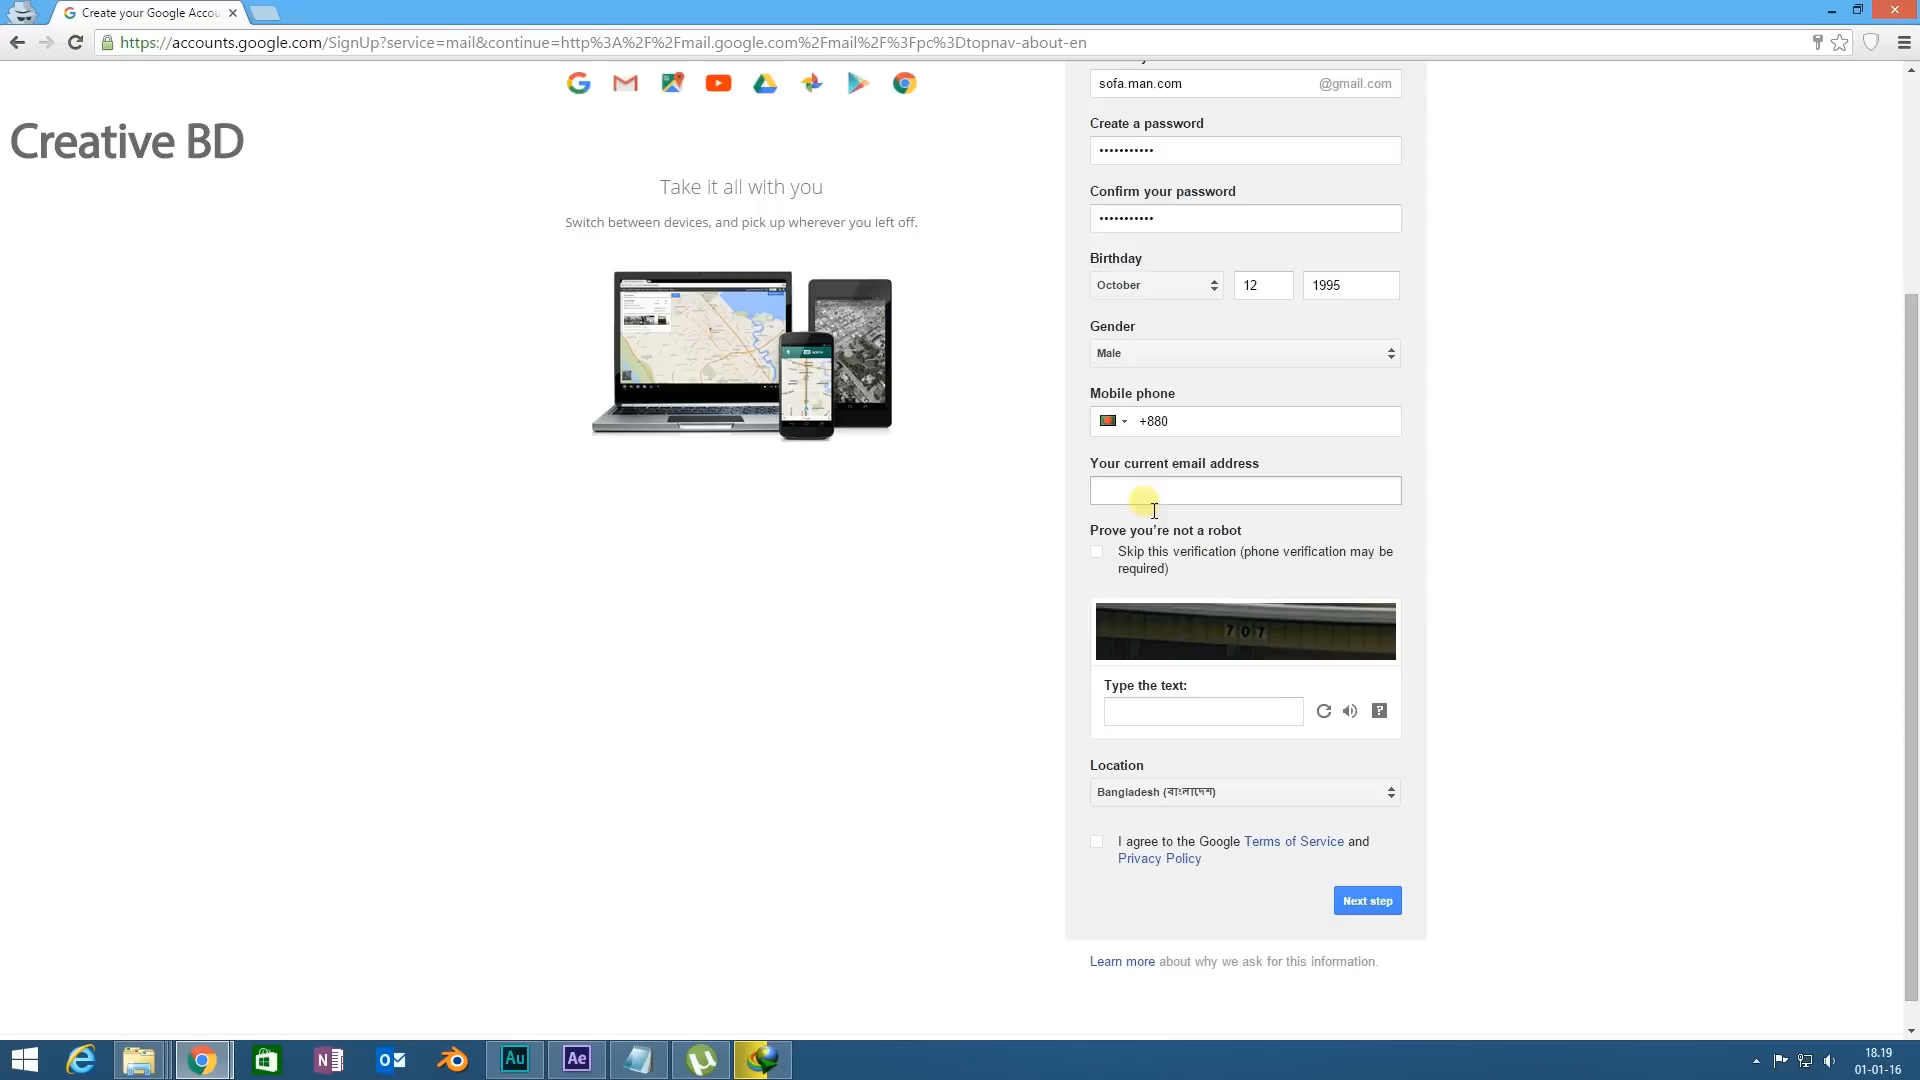 Create your Google Accou
https://accounts.google.com/SignUp?service=mail&continue=http%3A%2F%2Fmail.google.com%2Fmail%2F%3Fpc%3Dtopnav-about-en
Creative BD
Take it all with you
Switch between devices, and pick up wherever you left off.
sofa.man.com @gmail.com
Create a password
•••••••••••
Confirm your password
•••••••••••
Birthday
October 12 1995
Gender
Male
Mobile phone
+880
Your current email address
Prove you're not a robot
Skip this verification (phone verification may be
required)
707
Type the text:
Location
Bangladesh (বাংলাদেশ)
I agree to the Google Terms of Service and
Privacy Policy
Next step
Learn more about why we ask for this information.
Au Ae
18.19
01-01-16